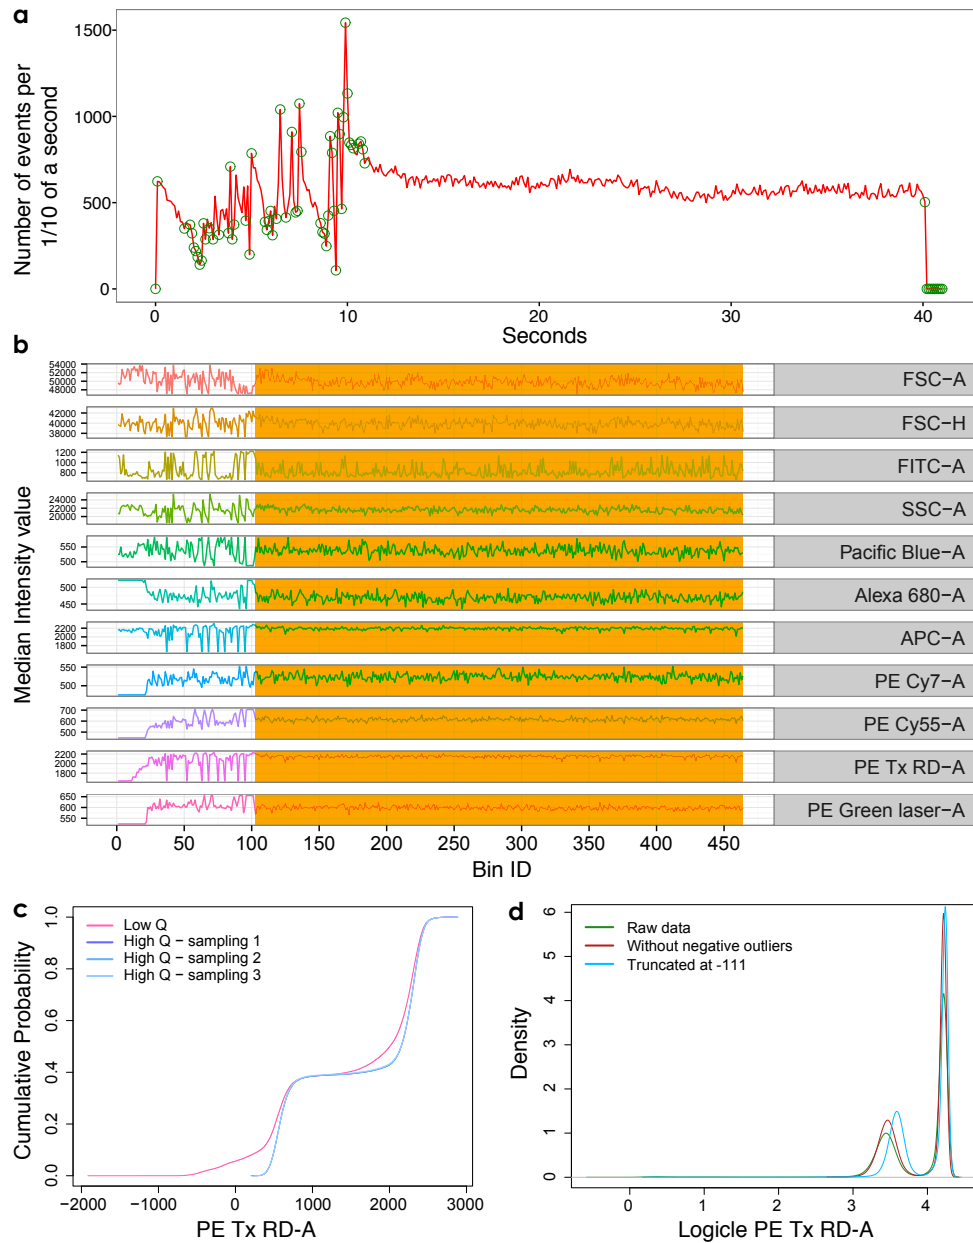 a
Number of events per
1/10 of a second
1500
1000
500
0
0 10 20 30 40
Seconds
b
Median Intensity value
54000
52000
50000
48000
FSC−A
42000
40000
38000
FSC−H
1200
1000
800
FITC−A
24000
22000
20000
SSC−A
550
500
Pacific Blue−A
500
450
Alexa 680−A
2200
2000
1800
APC−A
550
500
PE Cy7−A
700
600
500
PE Cy55−A
2200
2000
1800
PE Tx RD−A
650
600
550
PE Green laser−A
0 50 100 150 200 250 300 350 400 450
Bin ID
c
Cumulative Probability
1.0
0.8
0.6
0.4
0.2
0.0
Low Q
High Q − sampling 1
High Q − sampling 2
High Q − sampling 3
−2000 −1000 0 1000 2000 3000
PE Tx RD-A
d
Density
6
5
4
3
2
1
0
Raw data
Without negative outliers
Truncated at -111
0 1 2 3 4
Logicle PE Tx RD-A